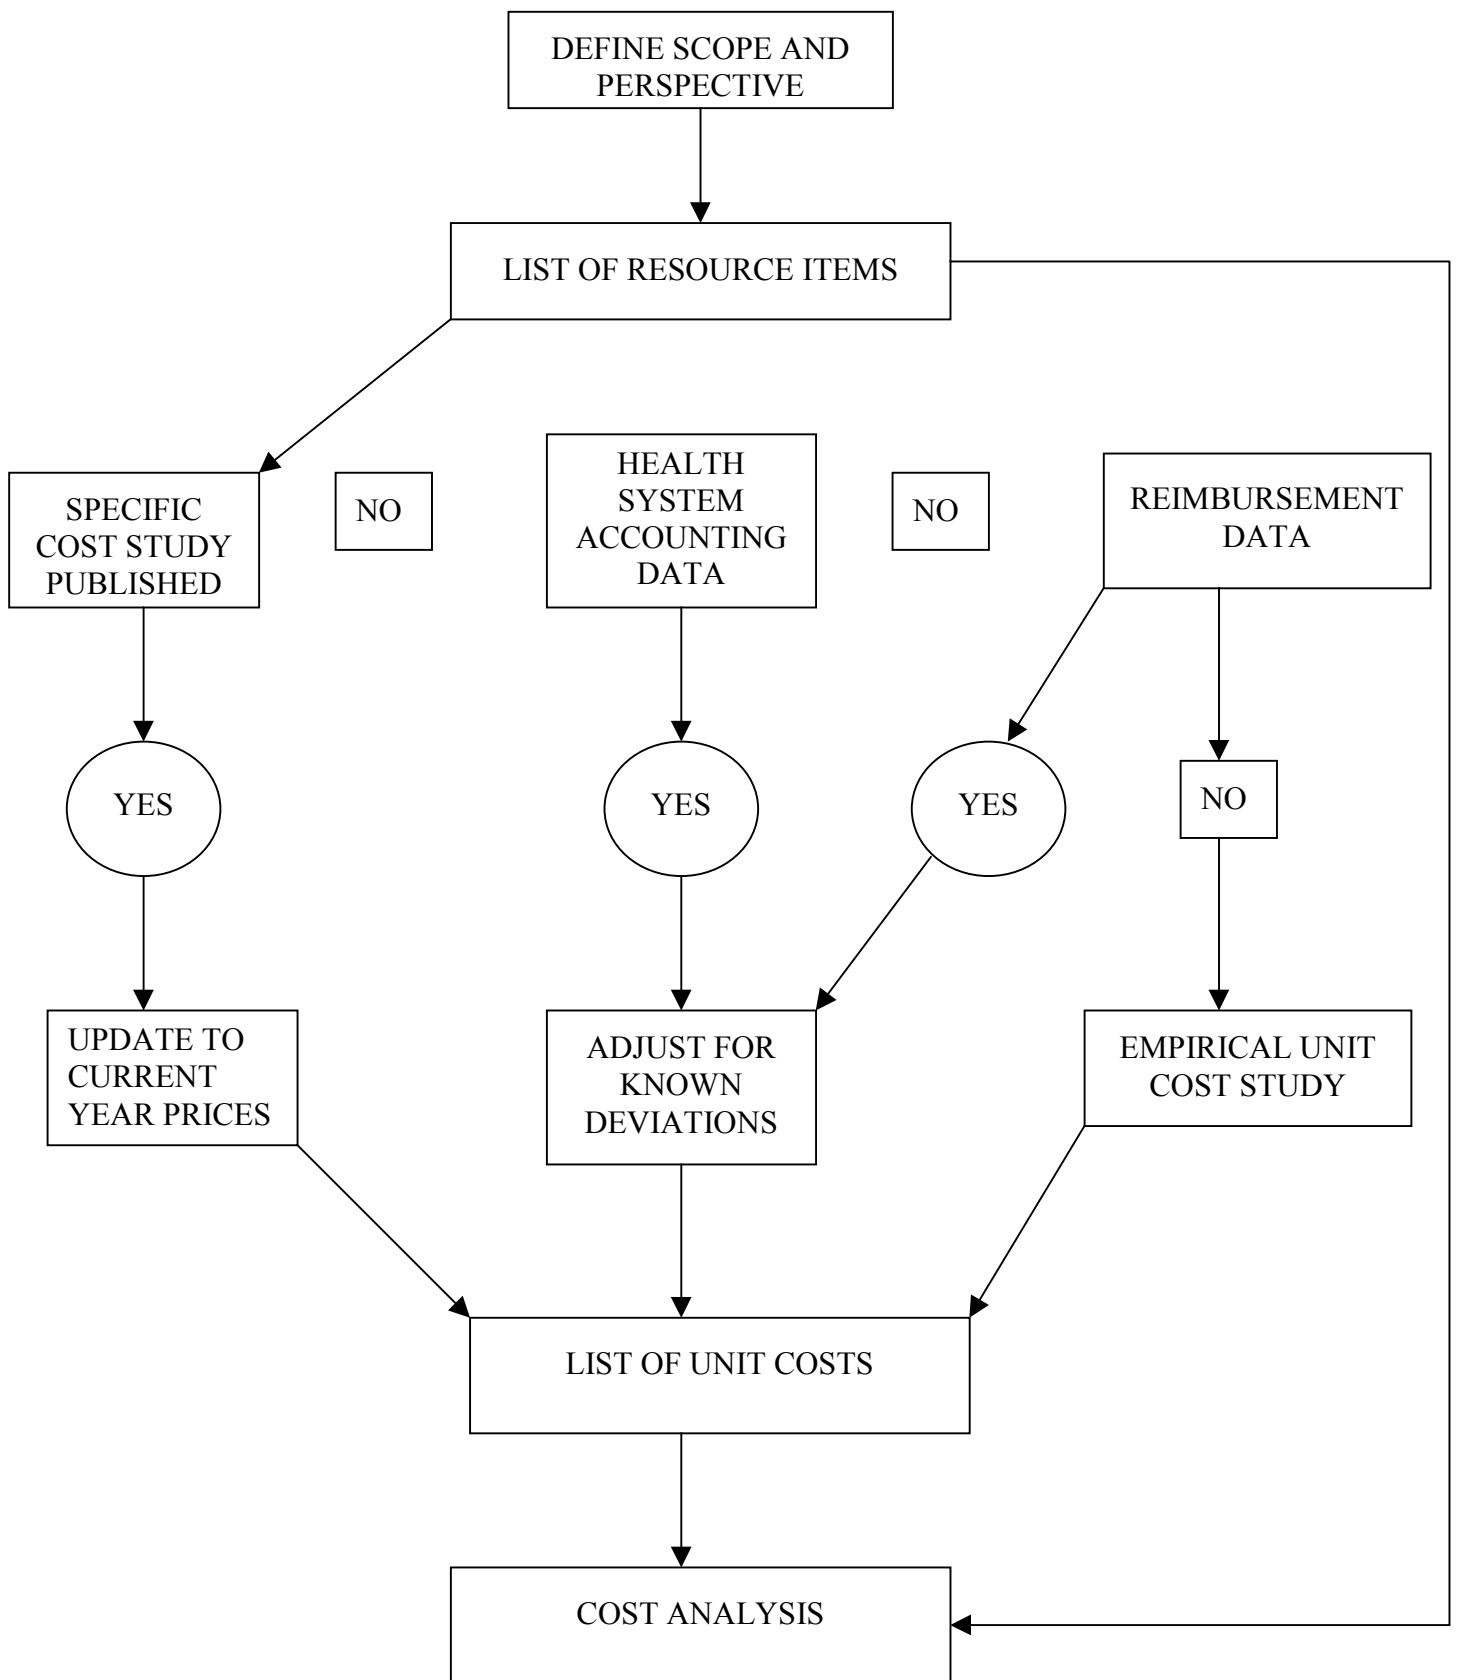 DEFINE SCOPE AND
PERSPECTIVE
LIST OF RESOURCE ITEMS
SPECIFIC
COST STUDY
PUBLISHED
NO
HEALTH
SYSTEM
ACCOUNTING
DATA
NO
REIMBURSEMENT
DATA
YES
YES
YES
NO
UPDATE TO
CURRENT
YEAR PRICES
ADJUST FOR
KNOWN
DEVIATIONS
EMPIRICAL UNIT
COST STUDY
LIST OF UNIT COSTS
COST ANALYSIS